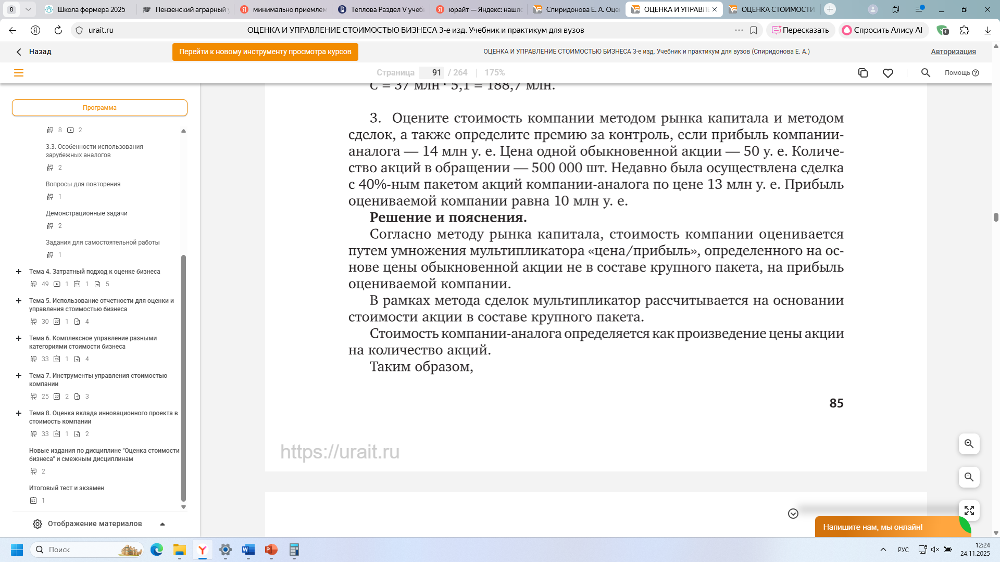 8
Школа фермера 2025
Пензенский аграрный у
минимально приемлем
Теплова Раздел V учеб
юрайт — Яндекс: нашло
Спиридонова Е. А. Оце
ОЦЕНКА И УПРАВЛЕ
ОЦЕНКА СТОИМОСТИ
urait.ru
ОЦЕНКА И УПРАВЛЕНИЕ СТОИМОСТЬЮ БИЗНЕСА 3-е изд. Учебник и практикум для вузов
Пересказать
Спросить Алису AI
1
Назад
Перейти к новому инструменту просмотра курсов
ОЦЕНКА И УПРАВЛЕНИЕ СТОИМОСТЬЮ БИЗНЕСА 3-е изд. Учебник и практикум для вузов (Спиридонова Е. А.)
Авторизация
Страница 91 / 264 175%
Помощь
Программа
8 2
3.3. Особенности использования
зарубежных аналогов
2
Вопросы для повторения
1
Демонстрационные задачи
2
Задания для самостоятельной работы
1
Тема 4. Затратный подход к оценке бизнеса
49 1 1 5
Тема 5. Использование отчетности для оценки и
управления стоимостью бизнеса
30 1 4
Тема 6. Комплексное управление разными
категориями стоимости бизнеса
33 1 4
Тема 7. Инструменты управления стоимостью
компании
25 2 3
Тема 8. Оценка вклада инновационного проекта в
стоимость компании
33 1 2
Новые издания по дисциплине "Оценка стоимости
бизнеса" и смежным дисциплинам
2
Итоговый тест и экзамен
1
Отображение материалов
С = 37 млн · 5,1 = 188,7 млн.
3. Оцените стоимость компании методом рынка капитала и методом
сделок, а также определите премию за контроль, если прибыль компании-
аналога — 14 млн у. е. Цена одной обыкновенной акции — 50 у. е. Количе-
ство акций в обращении — 500 000 шт. Недавно была осуществлена сделка
с 40%-ным пакетом акций компании-аналога по цене 13 млн у. е. Прибыль
оцениваемой компании равна 10 млн у. е.
Решение и пояснения.
Согласно методу рынка капитала, стоимость компании оценивается
путем умножения мультипликатора «цена/прибыль», определенного на ос-
нове цены обыкновенной акции не в составе крупного пакета, на прибыль
оцениваемой компании.
В рамках метода сделок мультипликатор рассчитывается на основании
стоимости акции в составе крупного пакета.
Стоимость компании-аналога определяется как произведение цены акции
на количество акций.
Таким образом,
85
https://urait.ru
Напишите нам, мы онлайн!
Поиск
РУС
12:24
24.11.2025